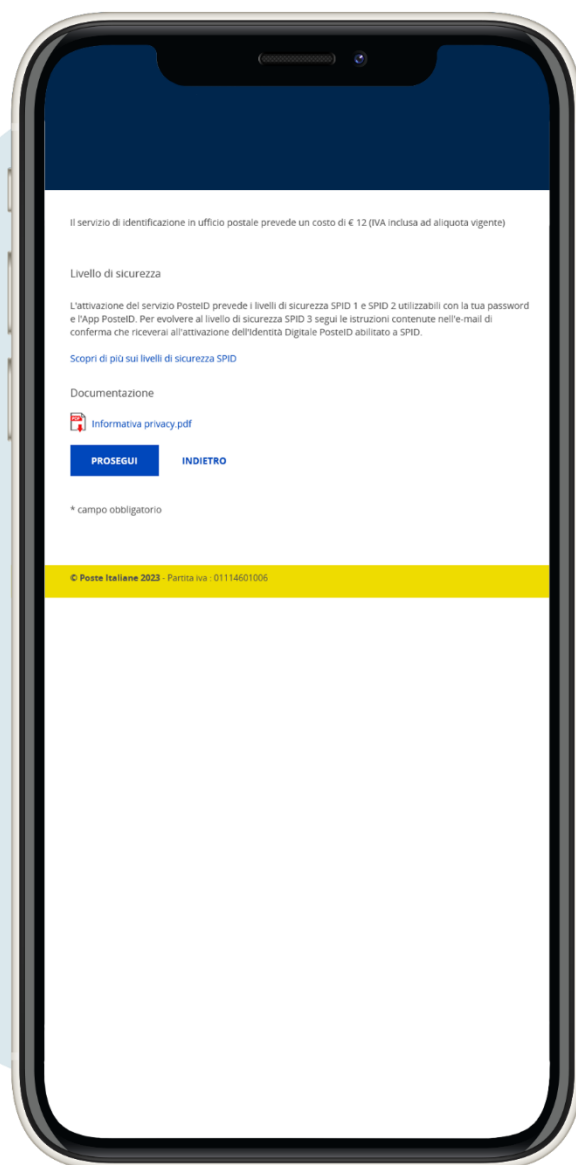 Il servizio di identificazione in ufficio postale prevede un costo di € 12 (IVA inclusa ad aliquota vigente)
Livello di sicurezza
L'attivazione del servizio PosteID prevede i livelli di sicurezza SPID 1 e SPID 2 utilizzabili con la tua password
e l'App PosteID. Per evolvere al livello di sicurezza SPID 3 segui le istruzioni contenute nell'e-mail di
conferma che riceverai all'attivazione dell'Identità Digitale PosteID abilitato a SPID.
Scopri di più sui livelli di sicurezza SPID
Documentazione
PDF Informativa privacy.pdf
PROSEGUI INDIETRO
* campo obbligatorio
© Poste Italiane 2023 - Partita iva : 01114601006